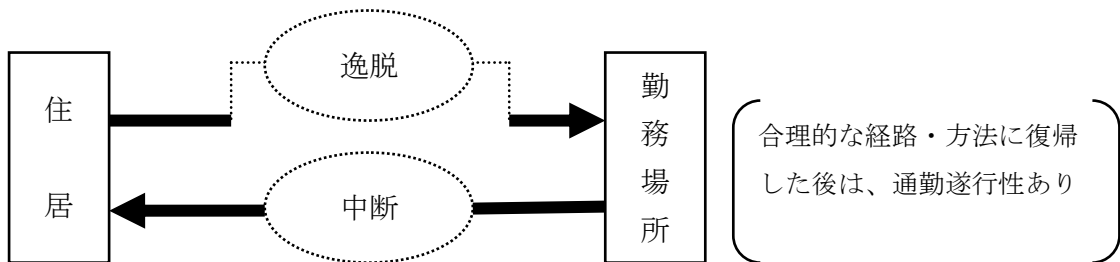 住居
逸脱
中断
勤務場所
合理的な経路・方法に復帰
した後は、通勤遂行性あり